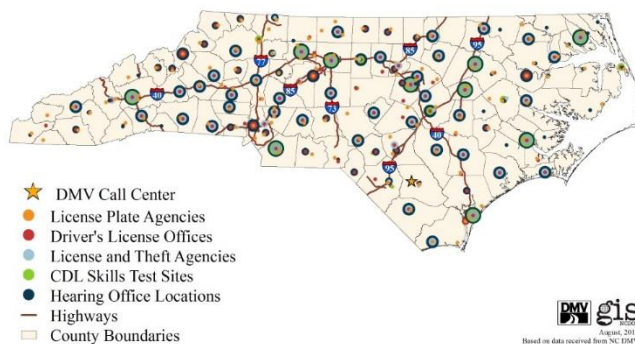 77
85
95
85
40
73
40
95
DMV Call Center
License Plate Agencies
Driver's License Offices
License and Theft Agencies
CDL Skills Test Sites
Hearing Office Locations
Highways
County Boundaries
DMV gis
August, 201
Based on data received from NC DMV